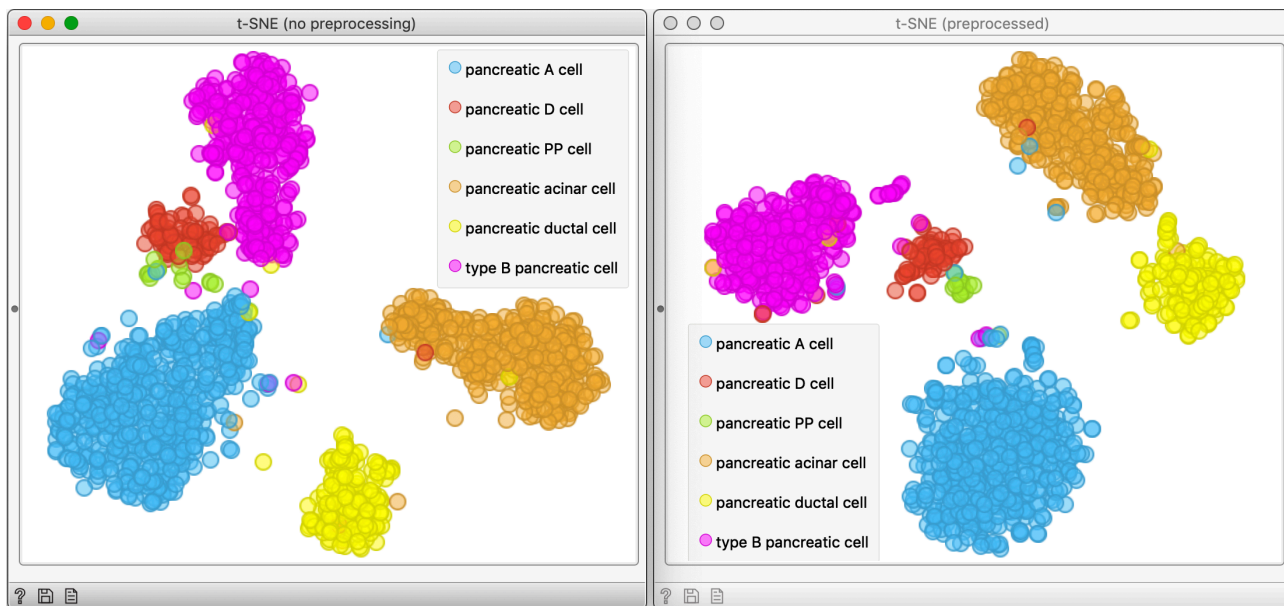 t-SNE (no preprocessing)
pancreatic A cell
pancreatic D cell
pancreatic PP cell
pancreatic acinar cell
pancreatic ductal cell
type B pancreatic cell
?
t-SNE (preprocessed)
pancreatic A cell
pancreatic D cell
pancreatic PP cell
pancreatic acinar cell
pancreatic ductal cell
type B pancreatic cell
?